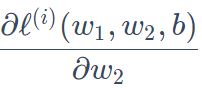 ∂ℓ⁽ⁱ⁾(w₁, w₂, b)
∂w₂